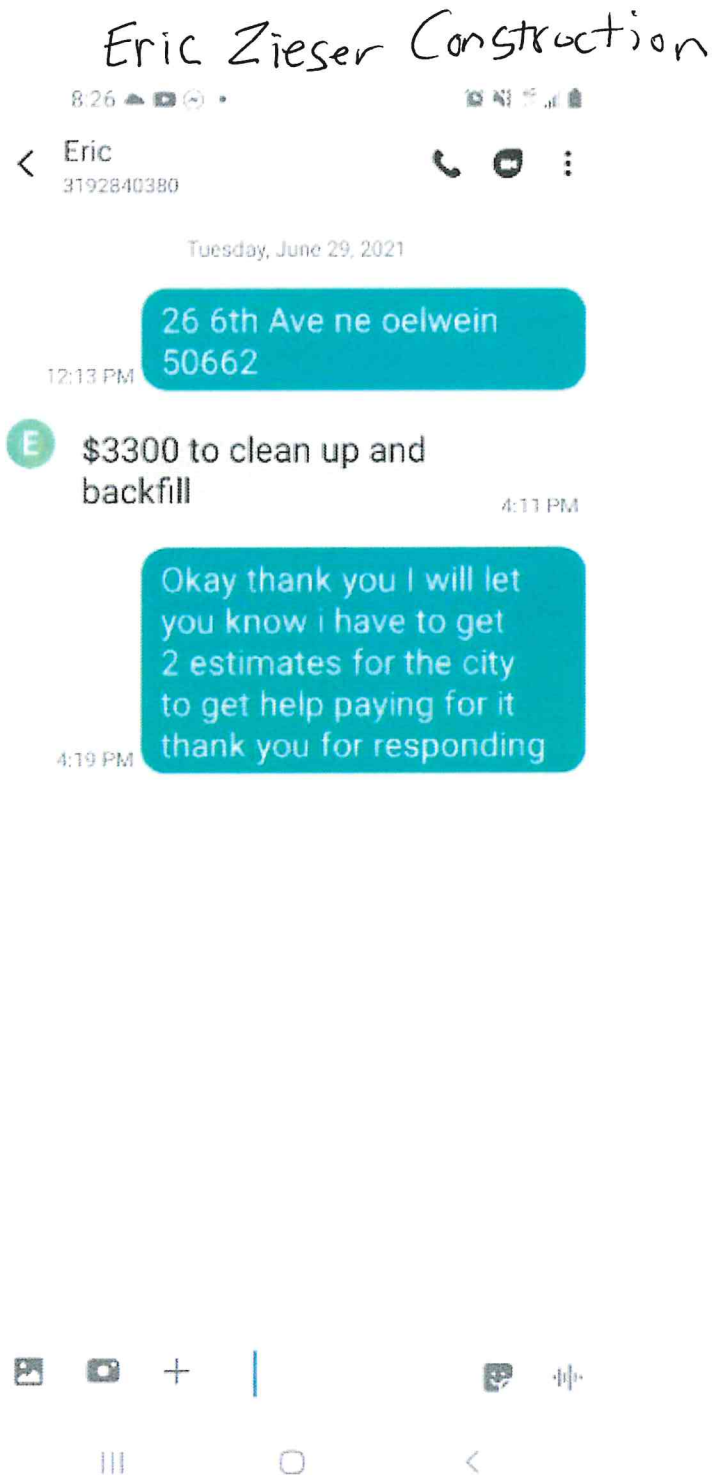 Eric Zieser Construction
8:26
Eric
3192840380
Tuesday, June 29, 2021
26 6th Ave ne oelwein
50662
12:13 PM
E
$3300 to clean up and
backfill
4:11 PM
Okay thank you I will let
you know i have to get
2 estimates for the city
to get help paying for it
thank you for responding
4:19 PM